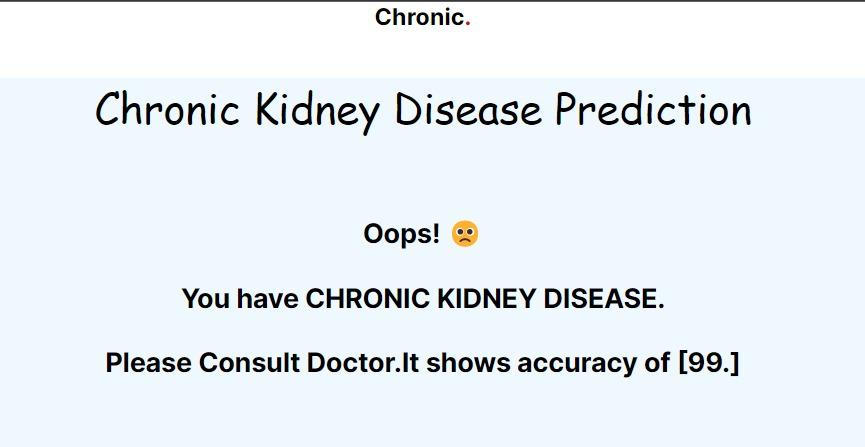 Chronic.
Chronic Kidney Disease Prediction
Oops! 🙁
You have CHRONIC KIDNEY DISEASE.
Please Consult Doctor.It shows accuracy of [99.]